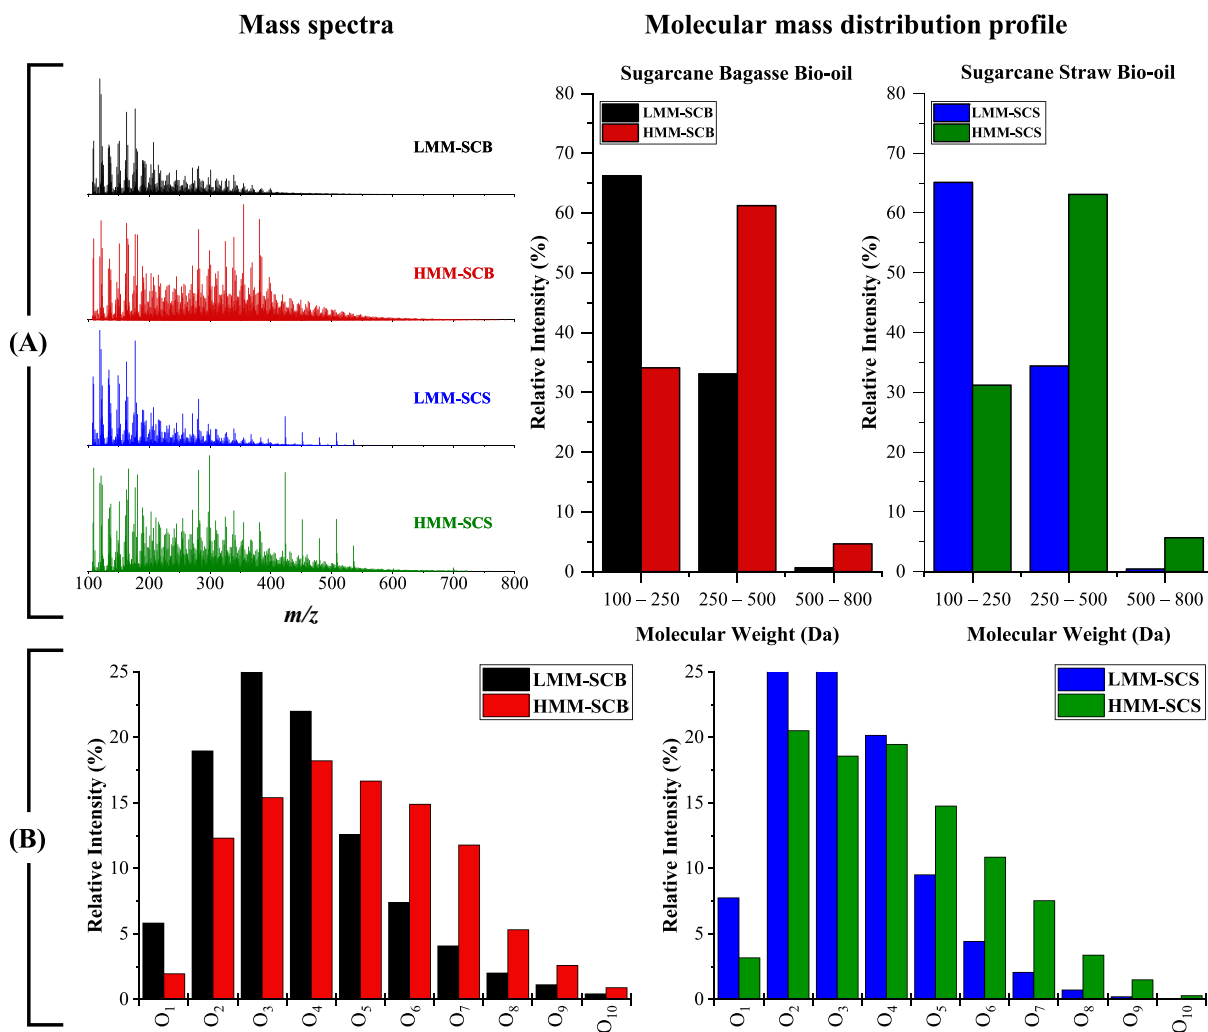 Mass spectra
Molecular mass distribution profile
(A)
LMM-SCB
HMM-SCB
LMM-SCS
HMM-SCS
100 200 300 400 500 600 700 800
m/z
Sugarcane Bagasse Bio-oil
80
70
60
50
40
30
20
10
0
Relative Intensity (%)
LMM-SCB
HMM-SCB
100 – 250 250 – 500 500 – 800
Molecular Weight (Da)
Sugarcane Straw Bio-oil
80
70
60
50
40
30
20
10
0
Relative Intensity (%)
LMM-SCS
HMM-SCS
100 – 250 250 – 500 500 – 800
Molecular Weight (Da)
(B)
25
20
15
10
5
0
Relative Intensity (%)
LMM-SCB
HMM-SCB
O1 O2 O3 O4 O5 O6 O7 O8 O9 O10
25
20
15
10
5
0
Relative Intensity (%)
LMM-SCS
HMM-SCS
O1 O2 O3 O4 O5 O6 O7 O8 O9 O10